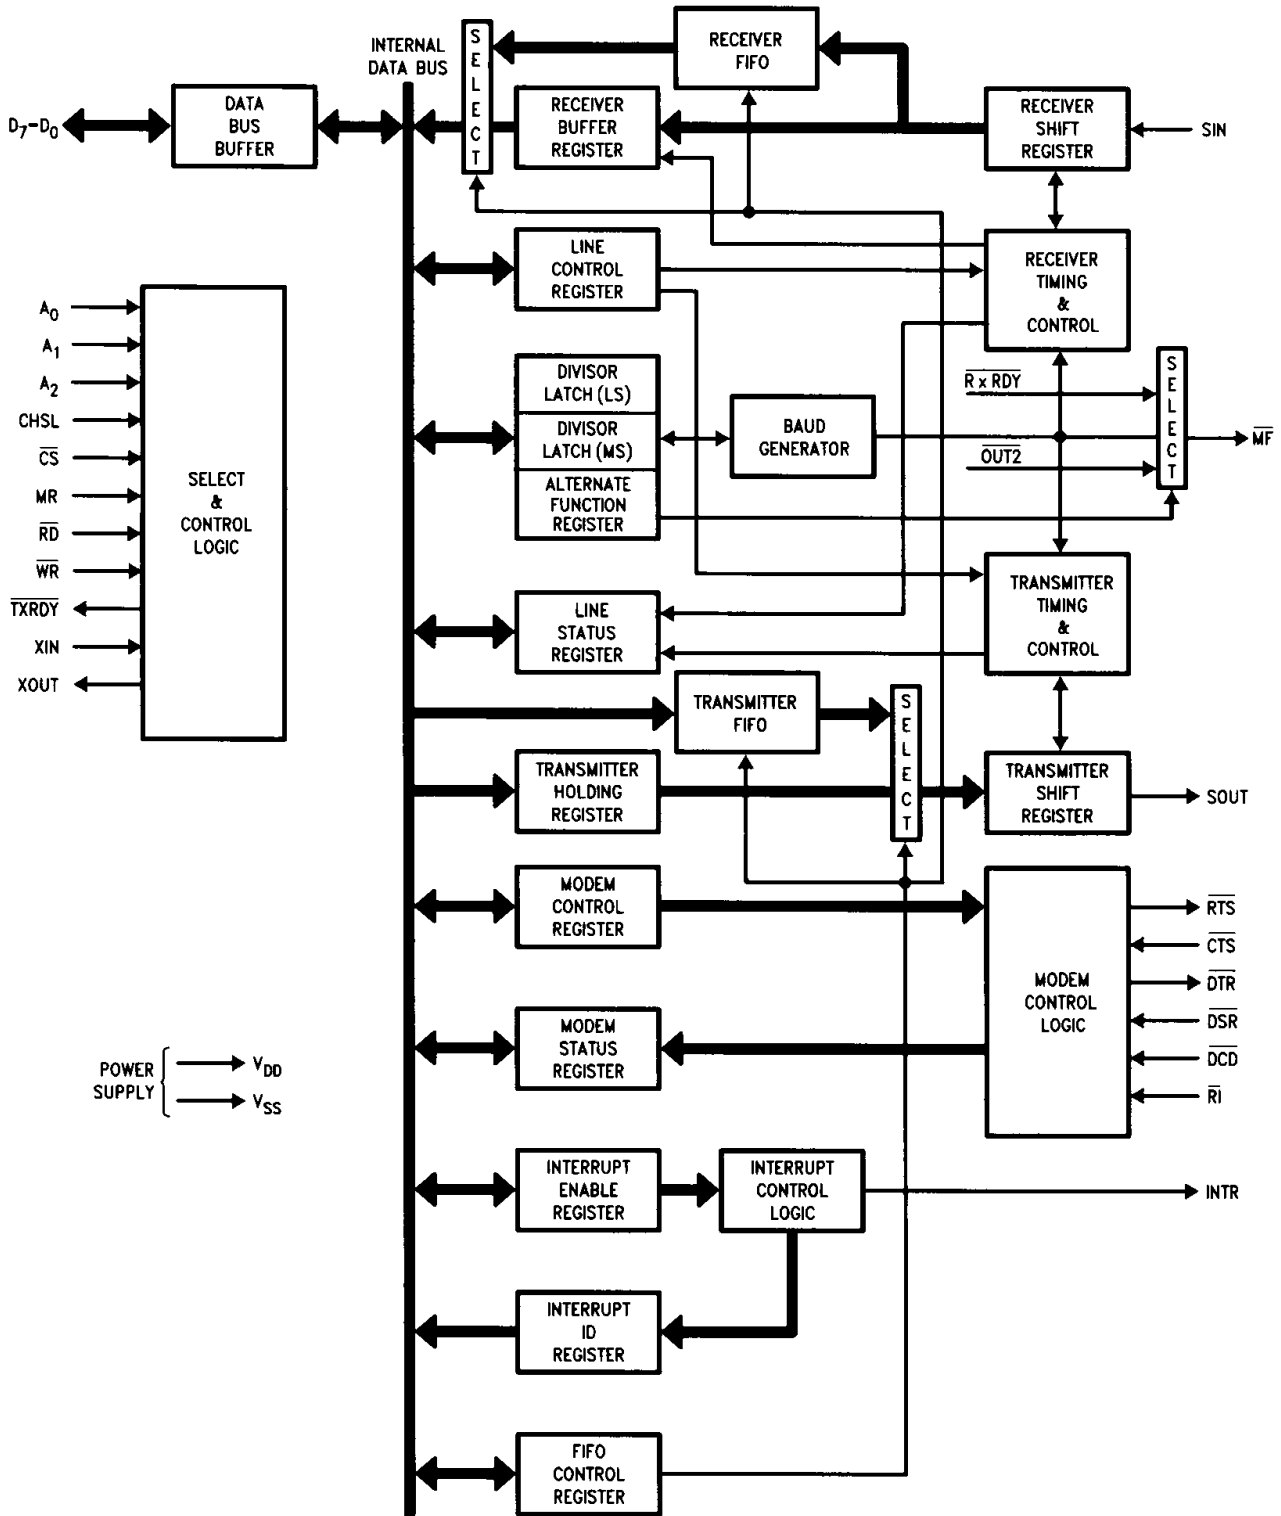 INTERNAL
DATA BUS
SELECT
RECEIVER
FIFO
D7-D0
DATA
BUS
BUFFER
RECEIVER
BUFFER
REGISTER
RECEIVER
SHIFT
REGISTER
SIN
LINE
CONTROL
REGISTER
RECEIVER
TIMING
&
CONTROL
A0
A1
A2
CHSL
CS
MR
RD
WR
TXRDY
XIN
XOUT
SELECT
&
CONTROL
LOGIC
DIVISOR
LATCH (LS)
DIVISOR
LATCH (MS)
ALTERNATE
FUNCTION
REGISTER
BAUD
GENERATOR
R x RDY
OUT2
SELECT
MF
LINE
STATUS
REGISTER
TRANSMITTER
TIMING
&
CONTROL
TRANSMITTER
FIFO
SELECT
TRANSMITTER
HOLDING
REGISTER
TRANSMITTER
SHIFT
REGISTER
SOUT
MODEM
CONTROL
REGISTER
MODEM
CONTROL
LOGIC
RTS
CTS
DTR
DSR
DCD
RI
MODEM
STATUS
REGISTER
POWER
SUPPLY
VDD
VSS
INTERRUPT
ENABLE
REGISTER
INTERRUPT
CONTROL
LOGIC
INTR
INTERRUPT
ID
REGISTER
FIFO
CONTROL
REGISTER